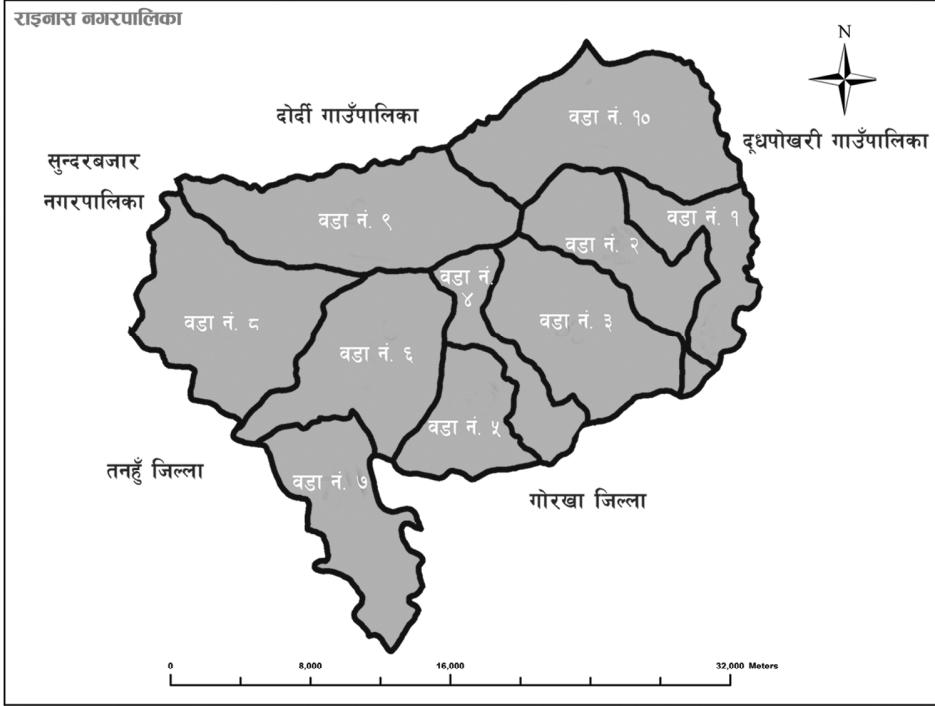 राइनास नगरपालिका
N
दोर्दी गाउँपालिका
वडा नं. १०
दूधपोखरी गाउँपालिका
सुन्दरबजार
नगरपालिका
वडा नं. ९
वडा नं. १
वडा नं. २
वडा नं.
४
वडा नं. ८
वडा नं. ३
वडा नं. ६
वडा नं. ५
तनहुँ जिल्ला
वडा नं. ७
गोरखा जिल्ला
0 8,000 16,000 32,000 Meters